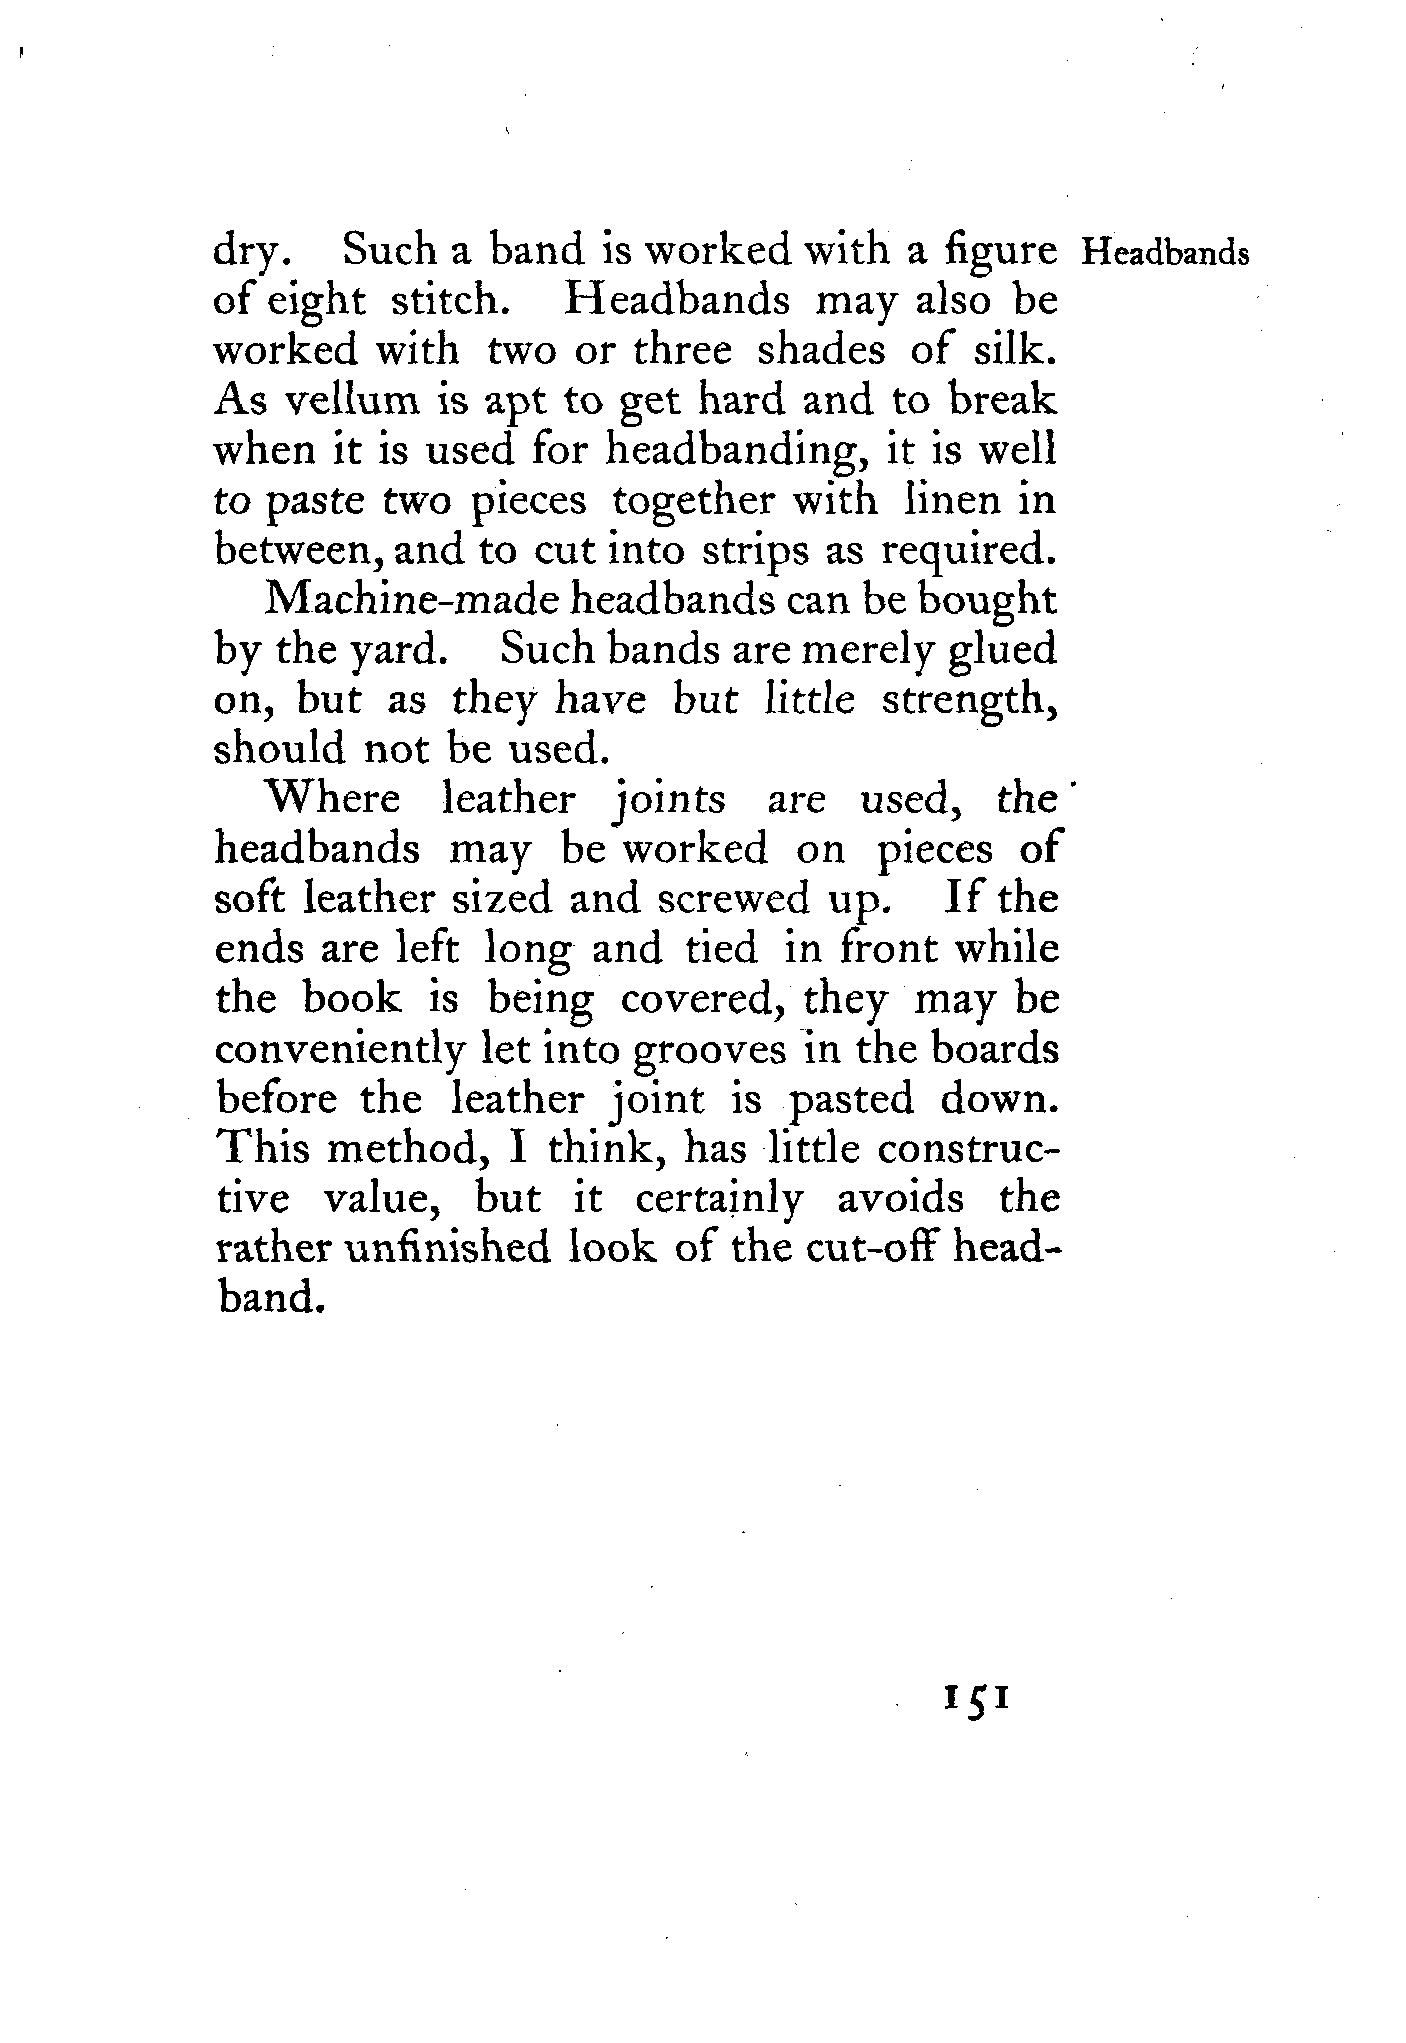 dry. Such a band is worked with a figure Headbands
of eight stitch. Headbands may also be
worked with two or three shades of silk.
As vellum is apt to get hard and to break
when it is used for headbanding, it is well
to paste two pieces together with linen in
between, and to cut into strips as required.
Machine-made headbands can be bought
by the yard. Such bands are merely glued
on, but as they have but little strength,
should not be used.
Where leather joints are used, the
headbands may be worked on pieces of
soft leather sized and screwed up. If the
ends are left long and tied in front while
the book is being covered, they may be
conveniently let into grooves in the boards
before the leather joint is pasted down.
This method, I think, has little construc-
tive value, but it certainly avoids the
rather unfinished look of the cut-off head-
band.
151